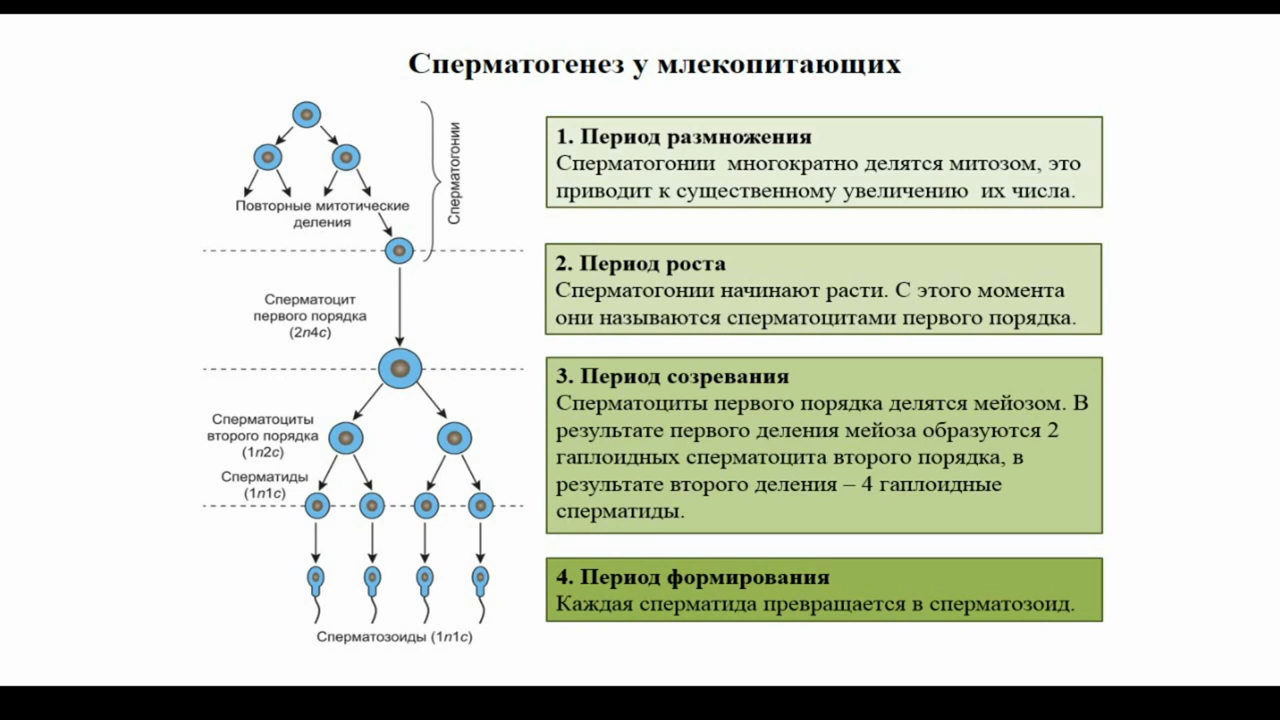 Сперматогенез у млекопитающих
Сперматогонии
Повторные митотические
деления
Сперматоцит
первого порядка
(2n4c)
Сперматоциты
второго порядка
(1n2c)
Сперматиды
(1n1c)
Сперматозоиды (1n1c)
1. Период размножения
Сперматогонии многократно делятся митозом, это
приводит к существенному увеличению их числа.
2. Период роста
Сперматогонии начинают расти. С этого момента
они называются сперматоцитами первого порядка.
3. Период созревания
Сперматоциты первого порядка делятся мейозом. В
результате первого деления мейоза образуются 2
гаплоидных сперматоцита второго порядка, в
результате второго деления – 4 гаплоидные
сперматиды.
4. Период формирования
Каждая сперматида превращается в сперматозоид.